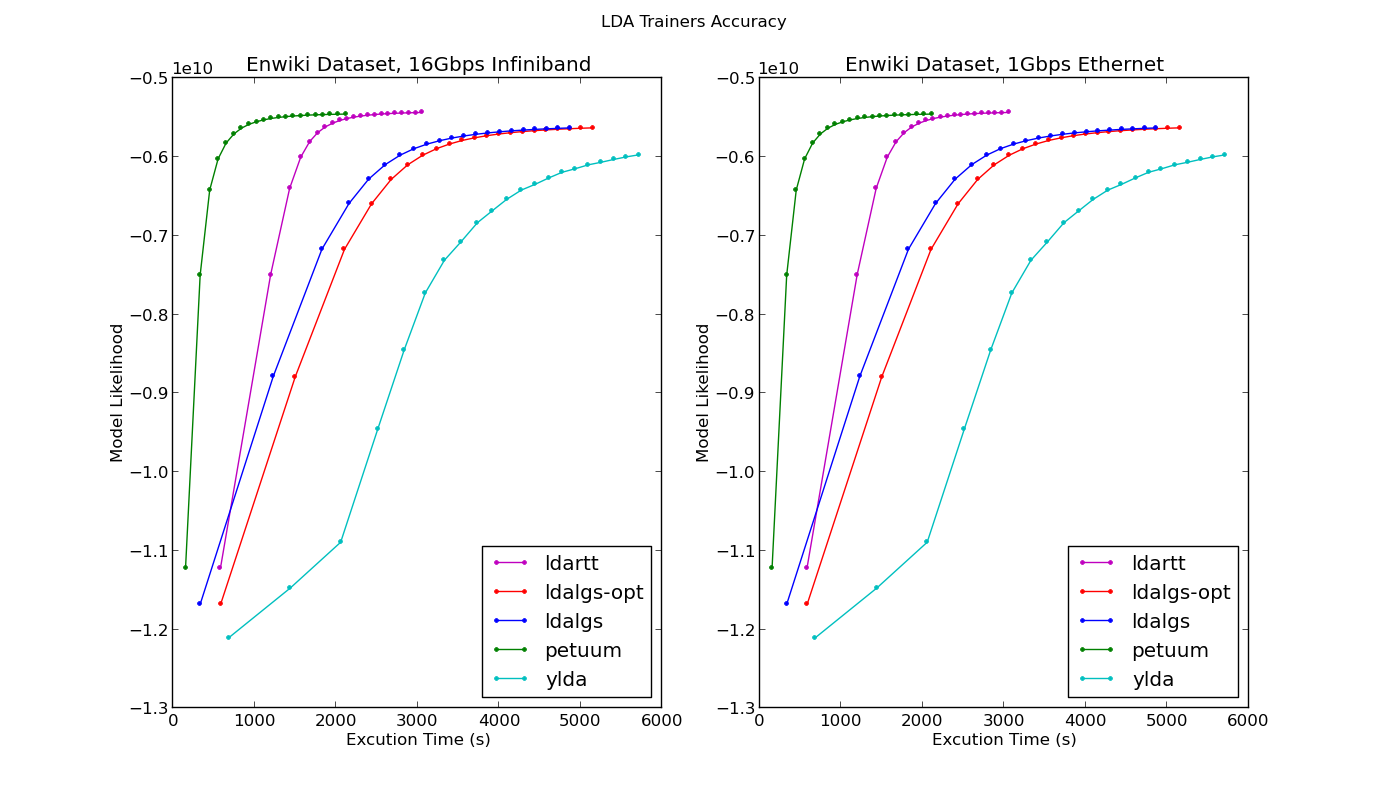 LDA Trainers Accuracy
Enwiki Dataset, 16Gbps Infiniband
1e10
−0.5
−0.6
−0.7
−0.8
−0.9
−1.0
−1.1
−1.2
−1.3
Model Likelihood
0 1000 2000 3000 4000 5000 6000
Excution Time (s)
ldartt
ldalgs-opt
ldalgs
petuum
ylda
Enwiki Dataset, 1Gbps Ethernet
1e10
−0.5
−0.6
−0.7
−0.8
−0.9
−1.0
−1.1
−1.2
−1.3
Model Likelihood
0 1000 2000 3000 4000 5000 6000
Excution Time (s)
ldartt
ldalgs-opt
ldalgs
petuum
ylda